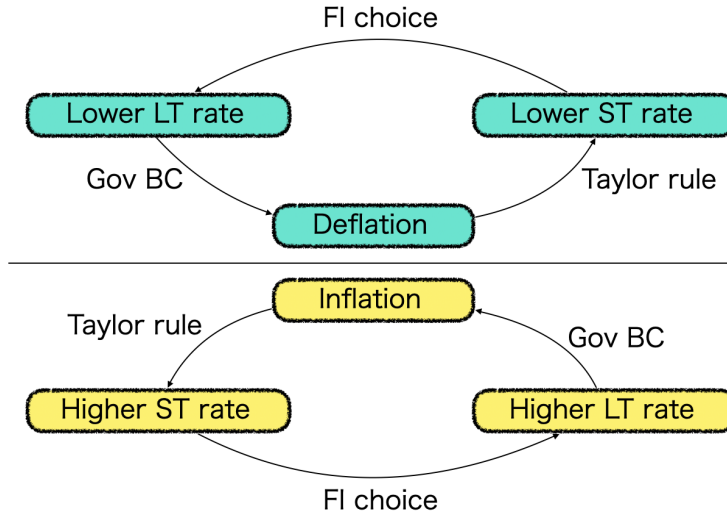 FI choice
Lower LT rate
Lower ST rate
Gov BC
Taylor rule
Deflation
Inflation
Taylor rule
Gov BC
Higher ST rate
Higher LT rate
FI choice